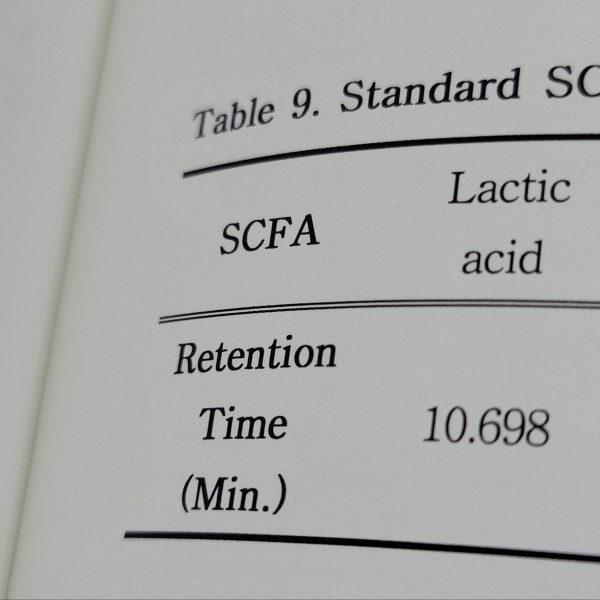 Table 9. Standard SC
Lactic
SCFA
acid
Retention
Time 10.698
(Min.)